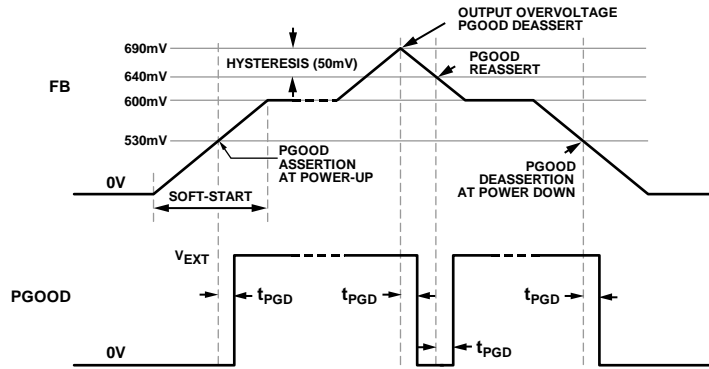 OUTPUT OVERVOLTAGE
PGOOD DEASSERT
690mV
HYSTERESIS (50mV)
PGOOD
REASSERT
640mV
FB
600mV
530mV
PGOOD
ASSERTION
AT POWER-UP
PGOOD
DEASSERTION
AT POWER DOWN
0V
SOFT-START
VEXT
PGOOD
tPGD
tPGD
tPGD
tPGD
0V